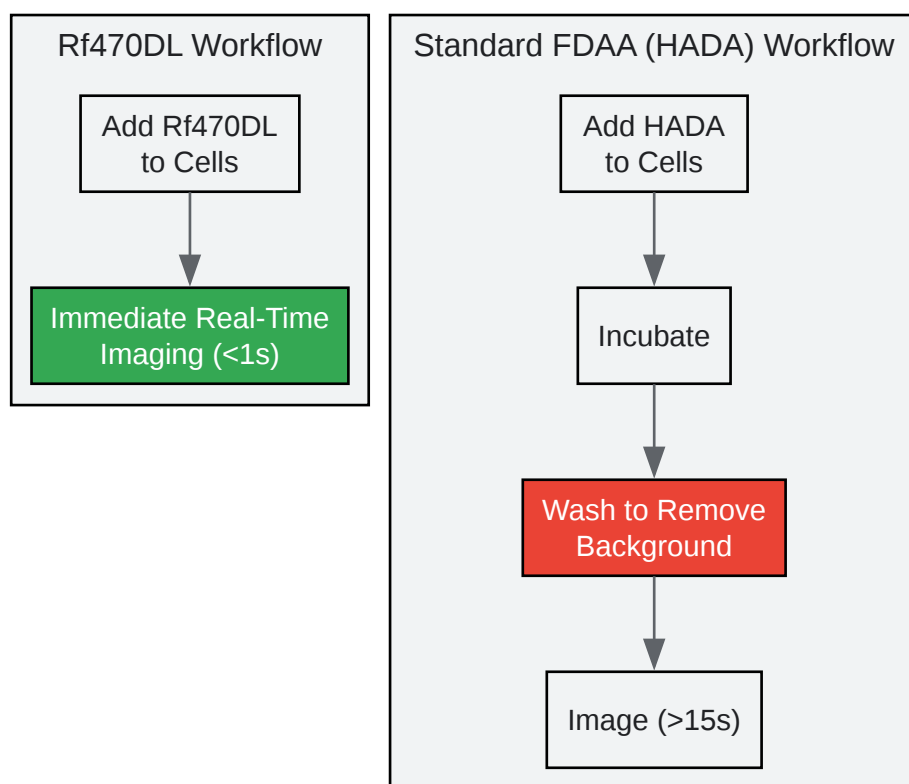 Rf470DL Workflow
Add Rf470DL
to Cells
Immediate Real-Time
Imaging (<1s)
Standard FDAA (HADA) Workflow
Add HADA
to Cells
Incubate
Wash to Remove
Background
Image (>15s)